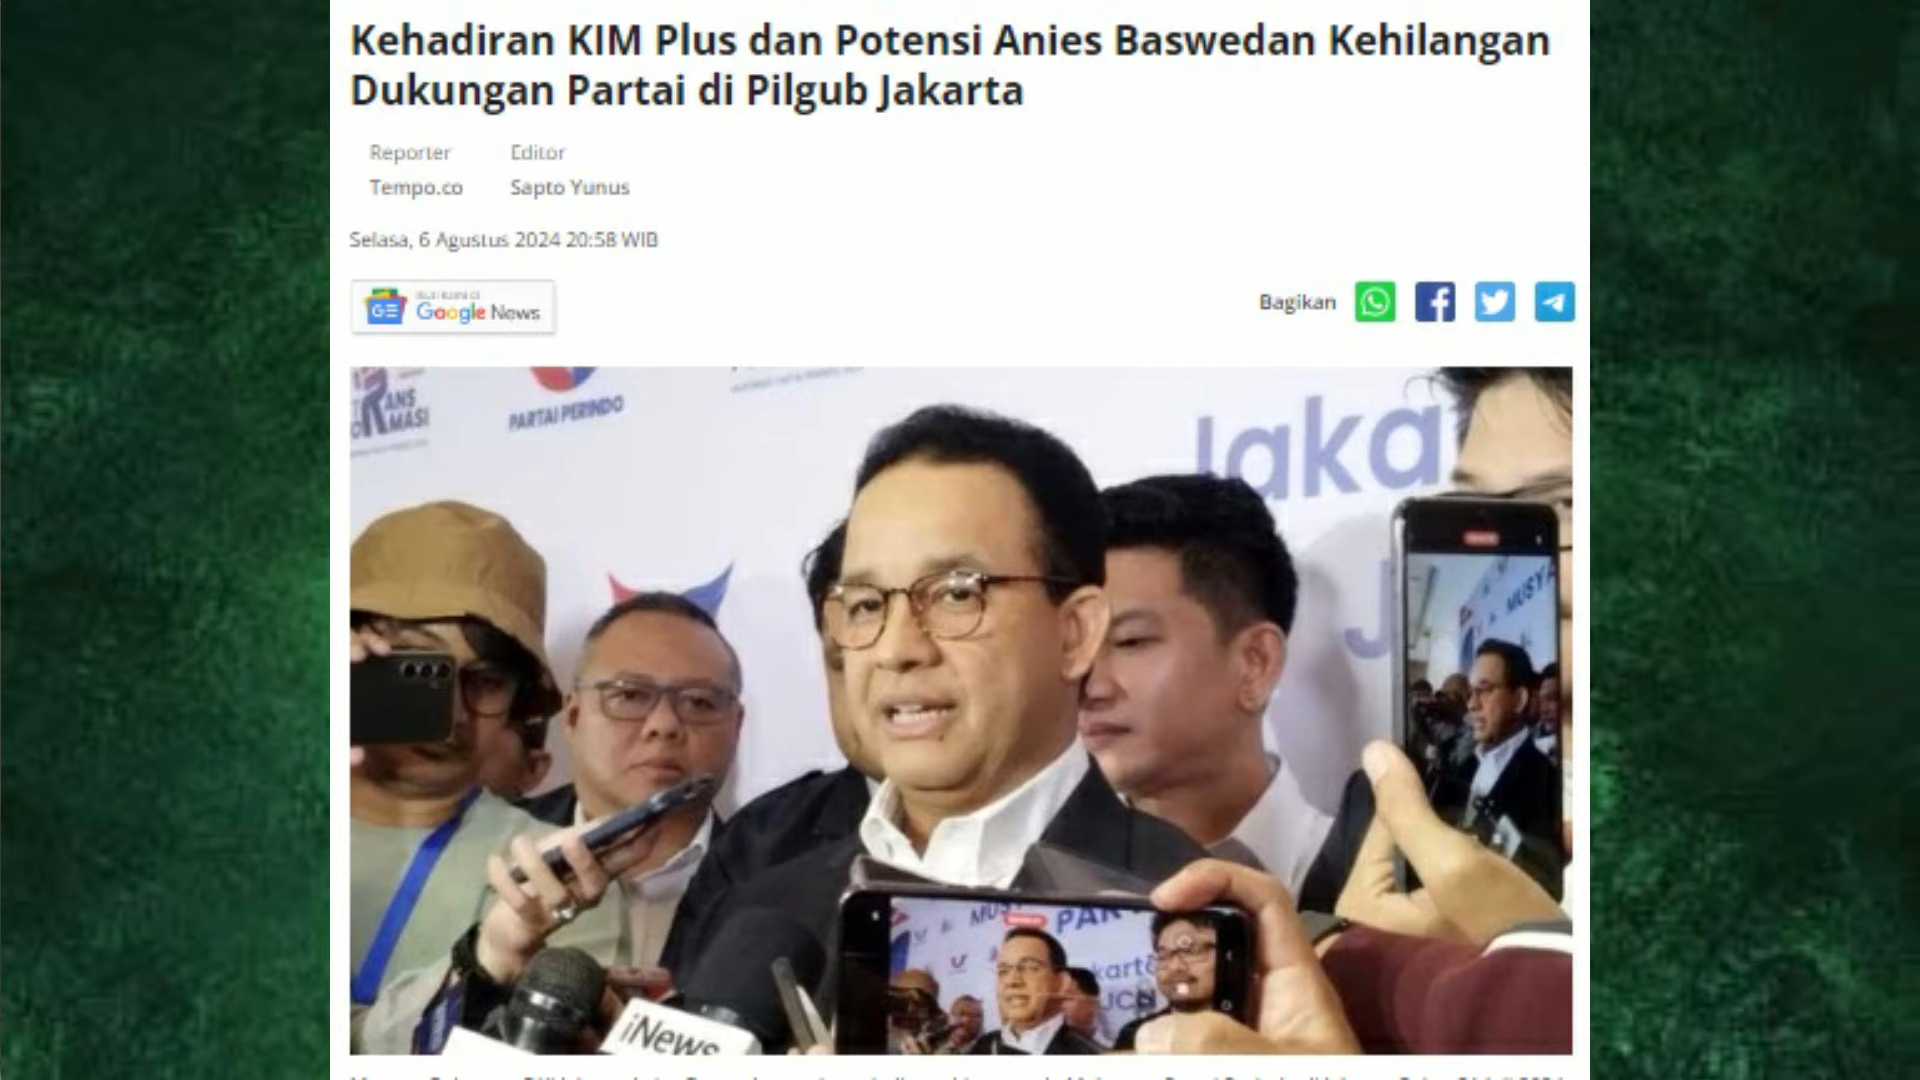 Kehadiran KIM Plus dan Potensi Anies Baswedan Kehilangan
Dukungan Partai di Pilgub Jakarta
Reporter Editor
Tempo.co Sapto Yunus
Selasa, 6 Agustus 2024 20:58 WIB
Google News
Bagikan
PARTAI PERINDO
Jaka
iNews